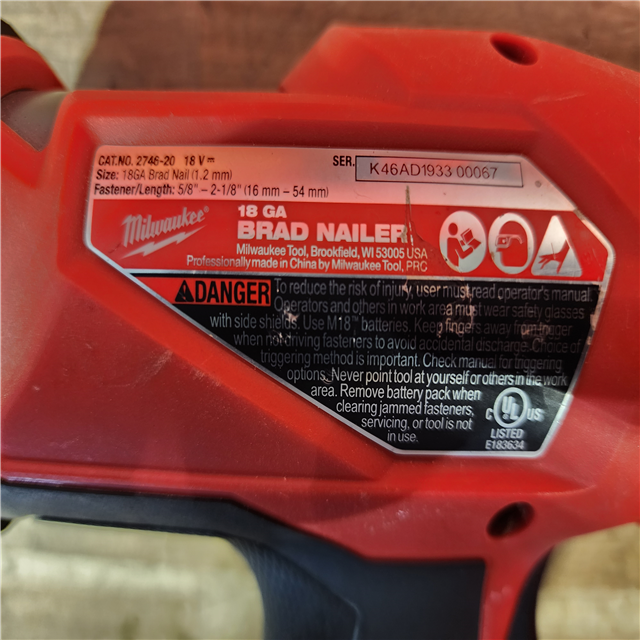 CAT.NO. 2746-20 18 V
SER. K46AD1933 00067
Size: 18GA Brad Nail (1.2 mm)
Fastener/Length: 5/8" – 2-1/8" (16 mm – 54 mm)
Milwaukee
18 GA
BRAD NAILER
Milwaukee Tool, Brookfield, WI 53005 USA
Professionally made in China by Milwaukee Tool, PRC
DANGER To reduce the risk of injury, user must read operator's manual.
Operators and others in work area must wear safety glasses
with side shields. Use M18™ batteries. Keep fingers away from trigger
when not driving fasteners to avoid accidental discharge. Choice of
triggering method is important. Check manual for triggering
options. Never point tool at yourself or others in the work
area. Remove battery pack when
clearing jammed fasteners,
servicing, or tool is not
in use.
C UL US
LISTED
E183634